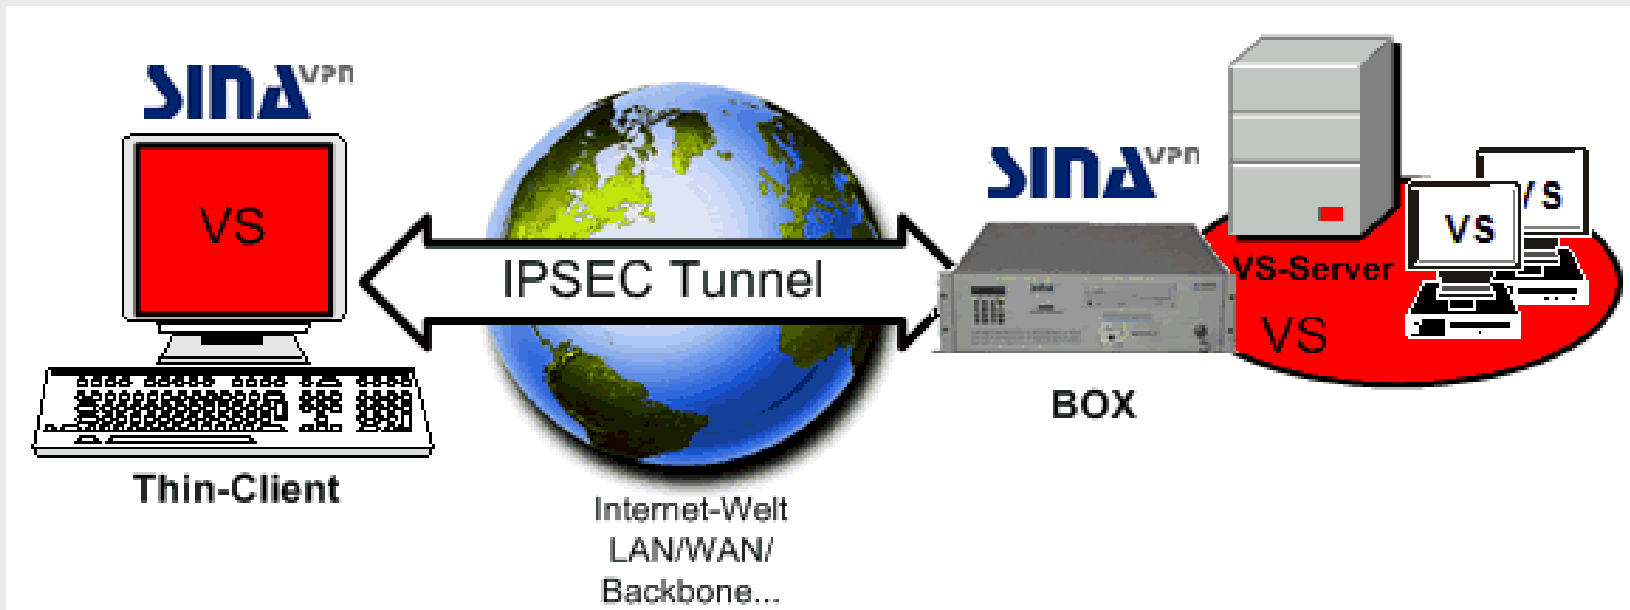 SINA VPN
VS
Thin-Client
IPSEC Tunnel
Internet-Welt
LAN/WAN/
Backbone...
SINA VPN
BOX
VS-Server
VS
VS
VS